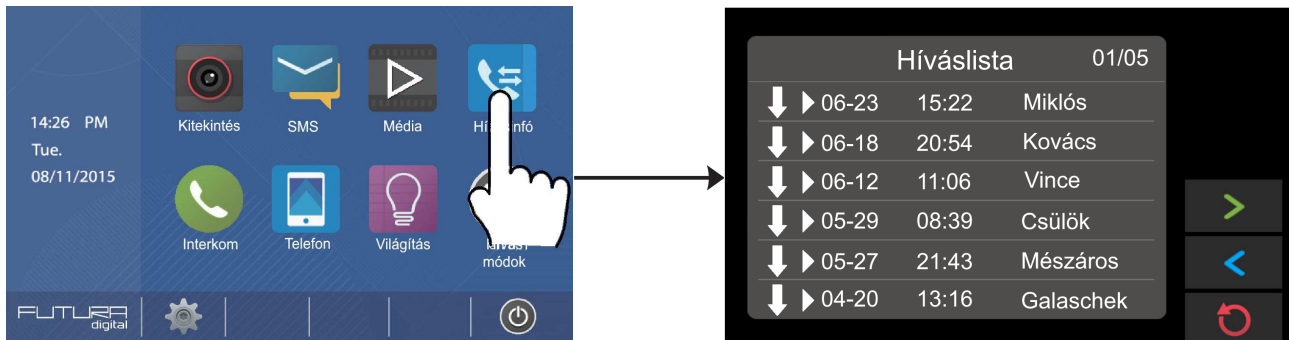 14:26 PM
Tue.
08/11/2015
Kitekintés
SMS
Média
Interkom
Telefon
Világítás
módok
FUTURA
digital
Híváslista 01/05
06-23 15:22 Miklós
06-18 20:54 Kovács
06-12 11:06 Vince
05-29 08:39 Csülök
05-27 21:43 Mészáros
04-20 13:16 Galaschek